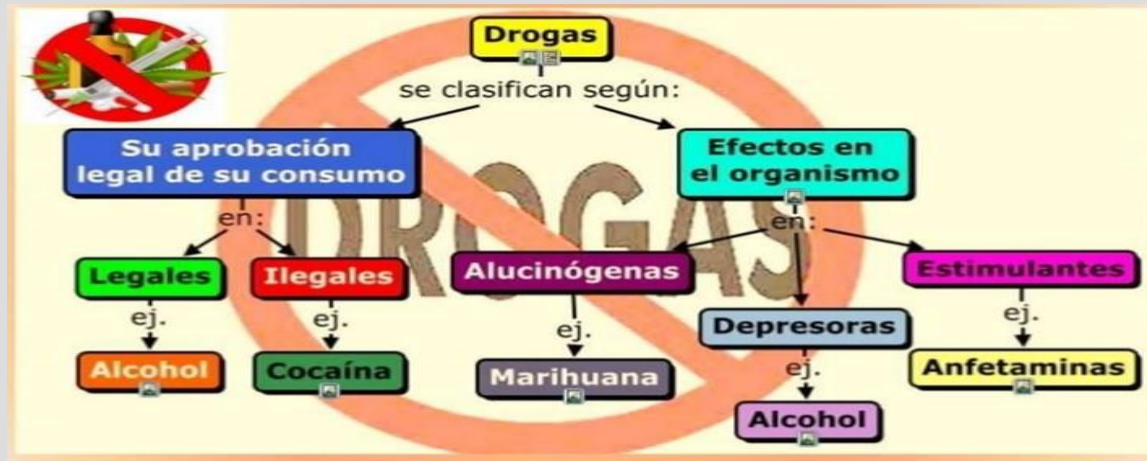 Drogas
se clasifican según:
Su aprobación
legal de su consumo
Efectos en
el organismo
en:
en:
Legales
Ilegales
Alucinógenas
Estimulantes
ej.
ej.
ej.
Depresoras
ej.
Alcohol
Cocaína
Marihuana
ej.
Anfetaminas
Alcohol
DROGAS